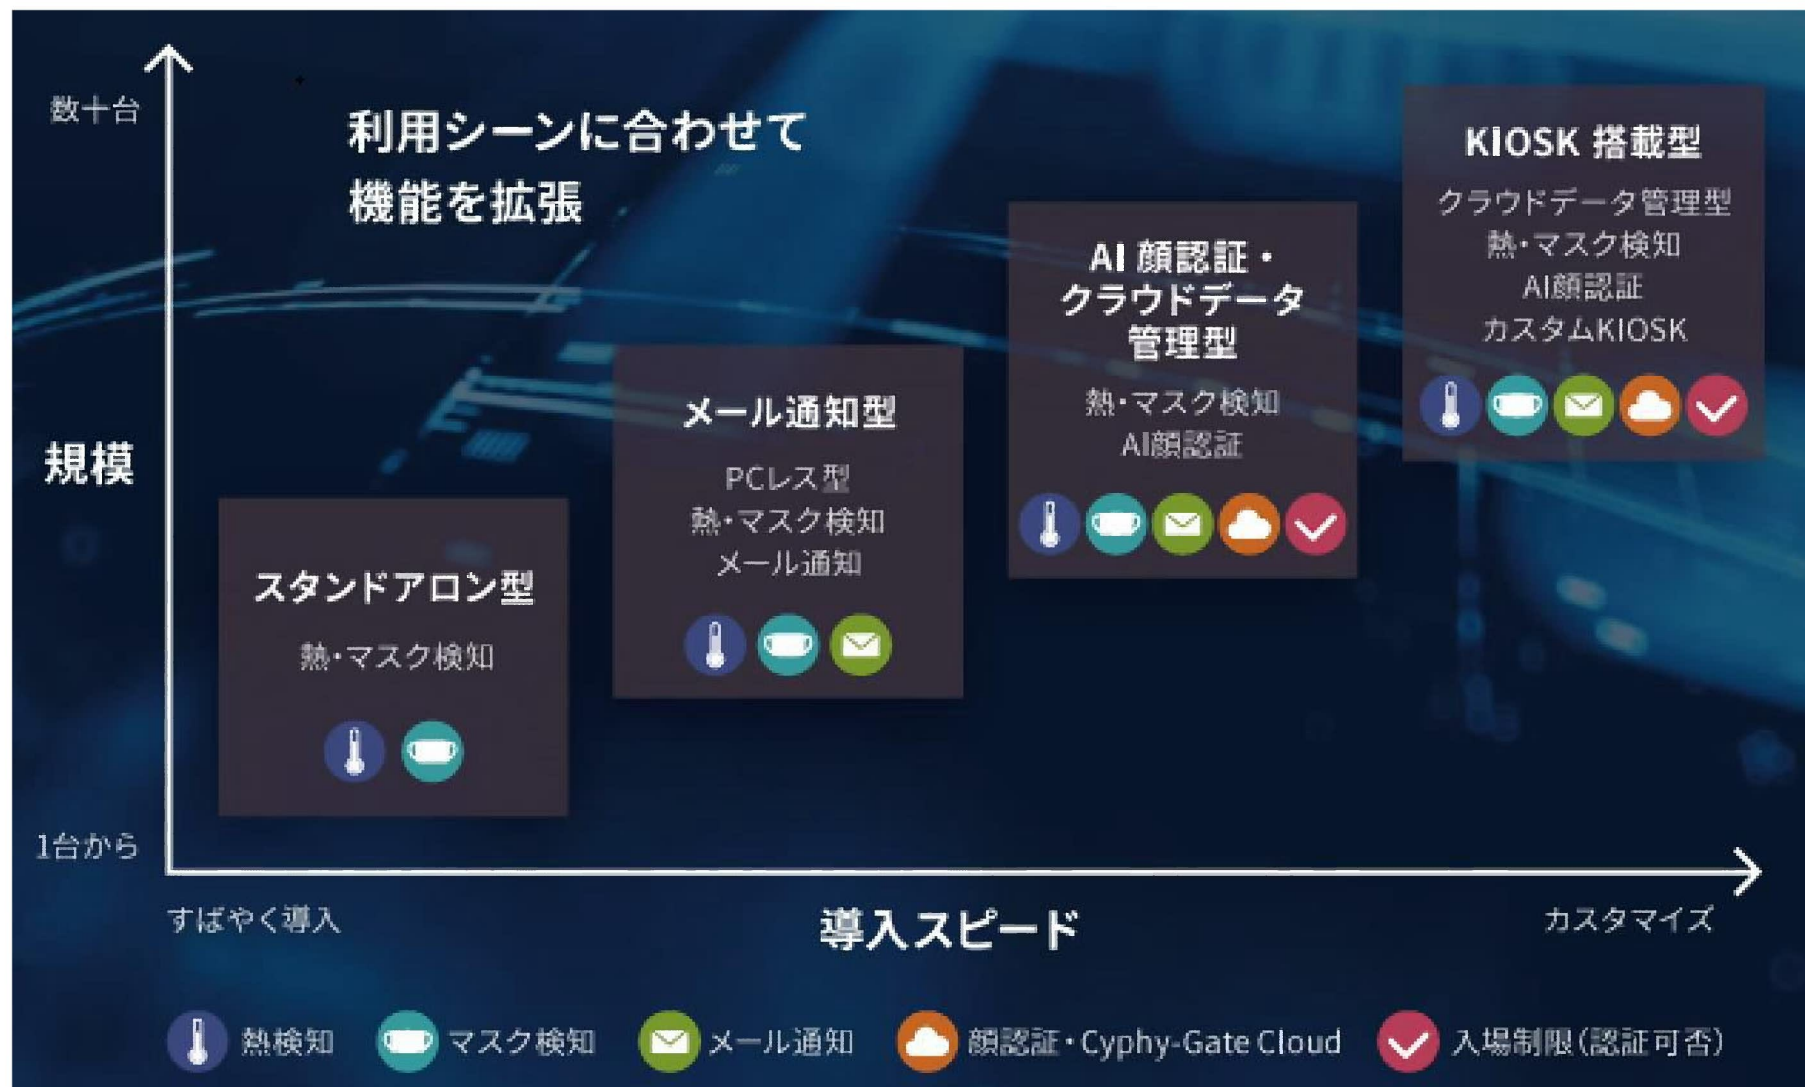 数十台
利用シーンに合わせて
機能を拡張
KIOSK 搭載型
クラウドデータ管理型
熱・マスク検知
AI顔認証
カスタムKIOSK
AI 顔認証・
クラウドデータ
管理型
熱・マスク検知
AI顔認証
メール通知型
PCレス型
熱・マスク検知
メール通知
規模
スタンドアロン型
熱・マスク検知
1台から
すばやく導入
導入スピード
カスタマイズ
熱検知
マスク検知
メール通知
顔認証・Cyphy-Gate Cloud
入場制限(認証可否)